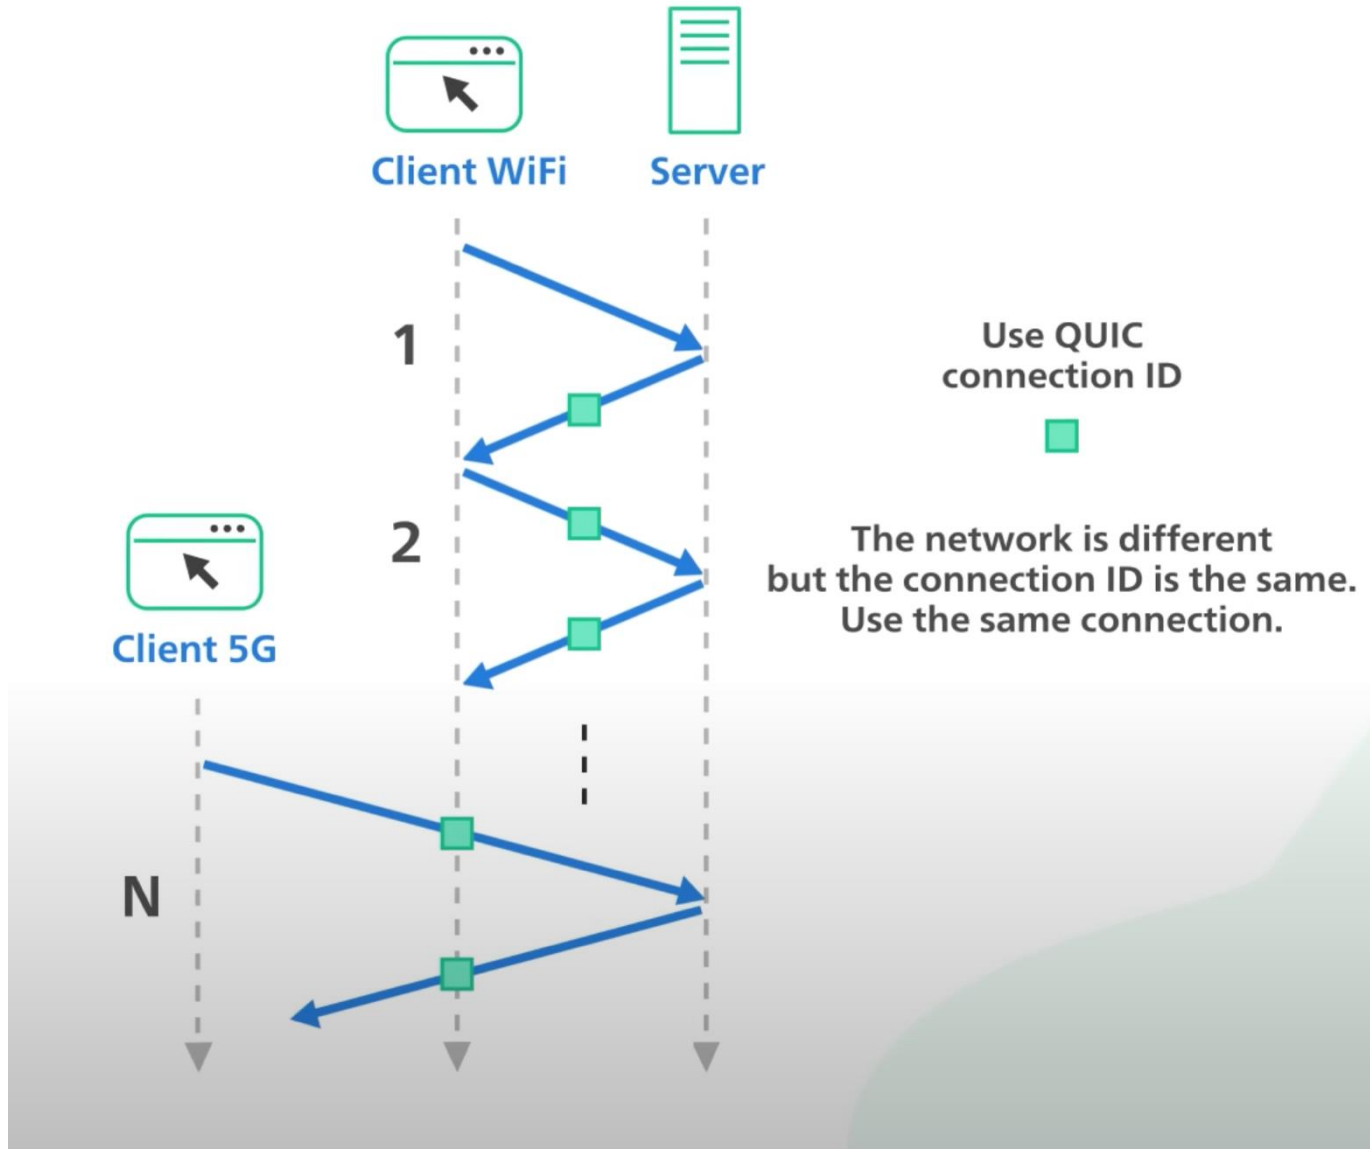 Client WiFi
Server
1
Use QUIC
connection ID
2
The network is different
but the connection ID is the same.
Use the same connection.
Client 5G
N